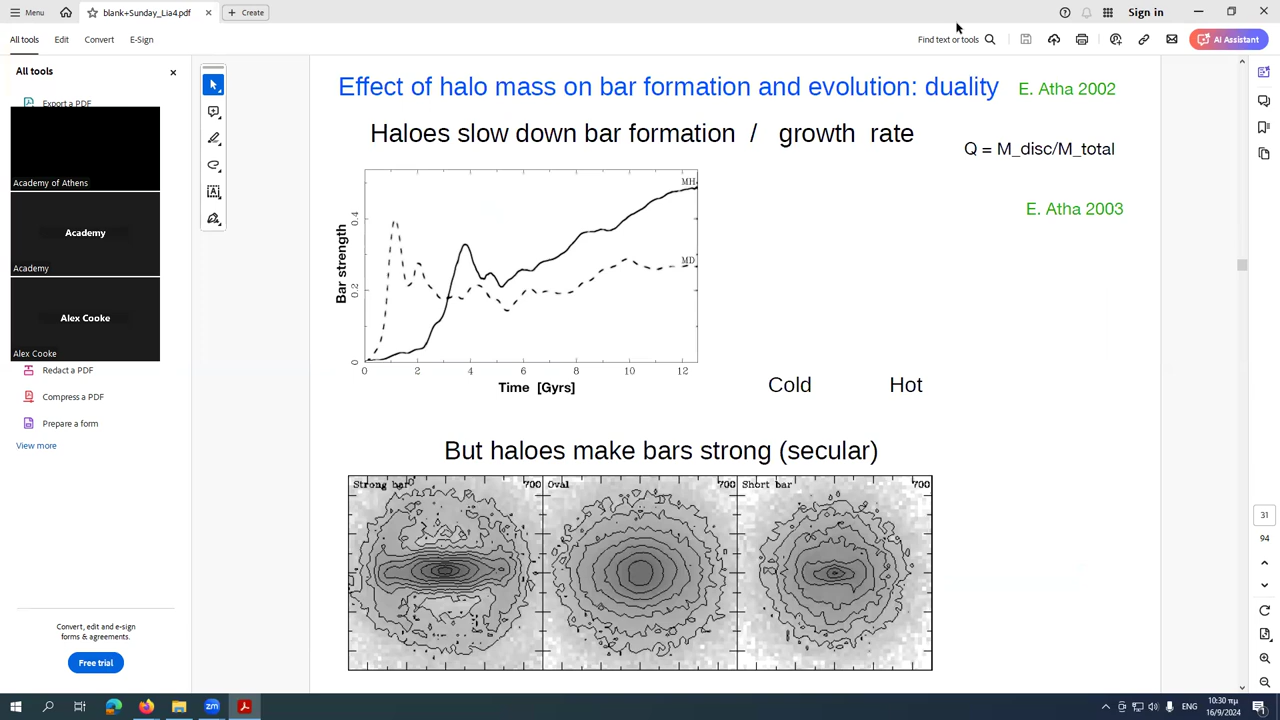 Menu
blank+Sunday_Lia4.pdf
Create
Sign in
All tools
Edit
Convert
E-Sign
Find text or tools
AI Assistant
All tools
Export a PDF
Academy of Athens
Academy
Academy
Alex Cooke
Alex Cooke
Redact a PDF
Compress a PDF
Prepare a form
View more
Convert, edit and e-sign
forms & agreements.
Free trial
Effect of halo mass on bar formation and evolution: duality
E. Atha 2002
Haloes slow down bar formation / growth rate
Q = M_disc/M_total
E. Atha 2003
MH
MD
Bar strength
0 0.2 0.4
0 2 4 6 8 10 12
Time [Gyrs]
Cold Hot
But haloes make bars strong (secular)
Strong bar 700 Oval 700 Short bar 700
31
94
zm
ENG
10:30 πμ
16/9/2024
1